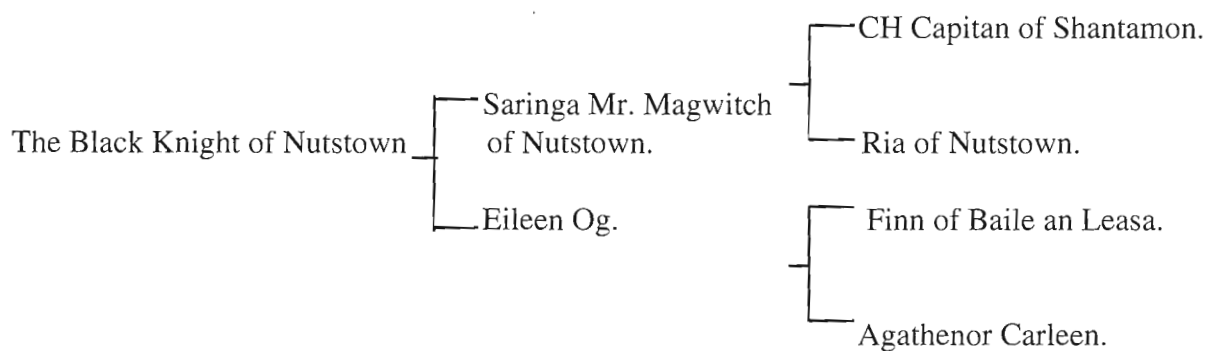 CH Capitan of Shantamon.
Saringa Mr. Magwitch
of Nutstown.
The Black Knight of Nutstown
Ria of Nutstown.
Eileen Og.
Finn of Baile an Leasa.
Agathenor Carleen.